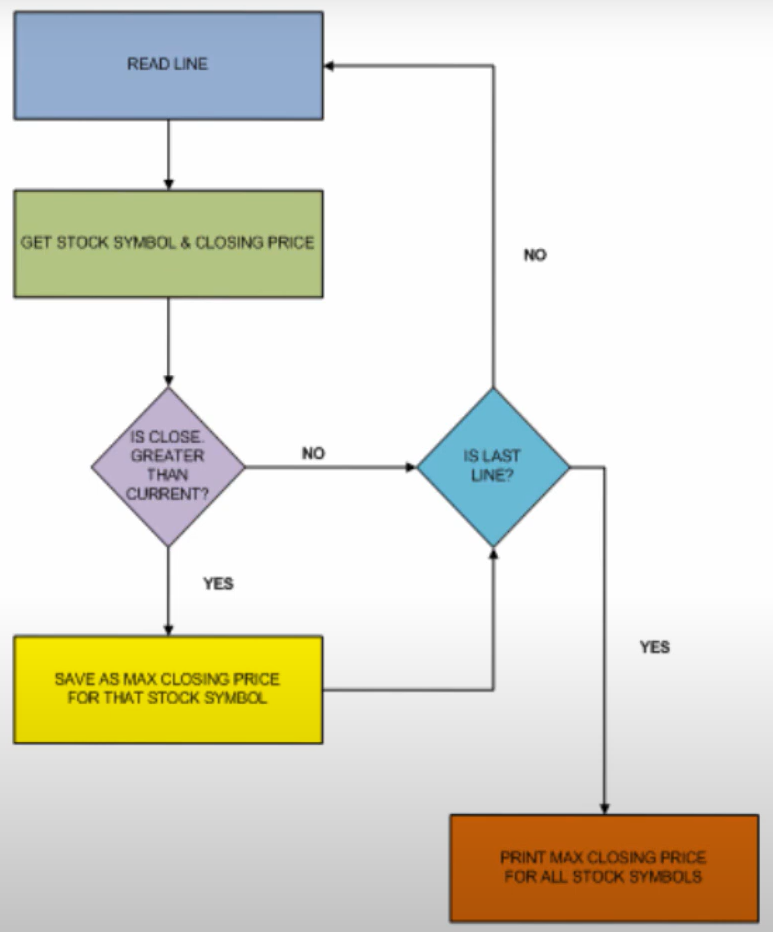 READ LINE
GET STOCK SYMBOL & CLOSING PRICE
NO
IS CLOSE.
GREATER
THAN
CURRENT?
NO
IS LAST
LINE?
YES
YES
SAVE AS MAX CLOSING PRICE
FOR THAT STOCK SYMBOL
PRINT MAX CLOSING PRICE
FOR ALL STOCK SYMBOLS